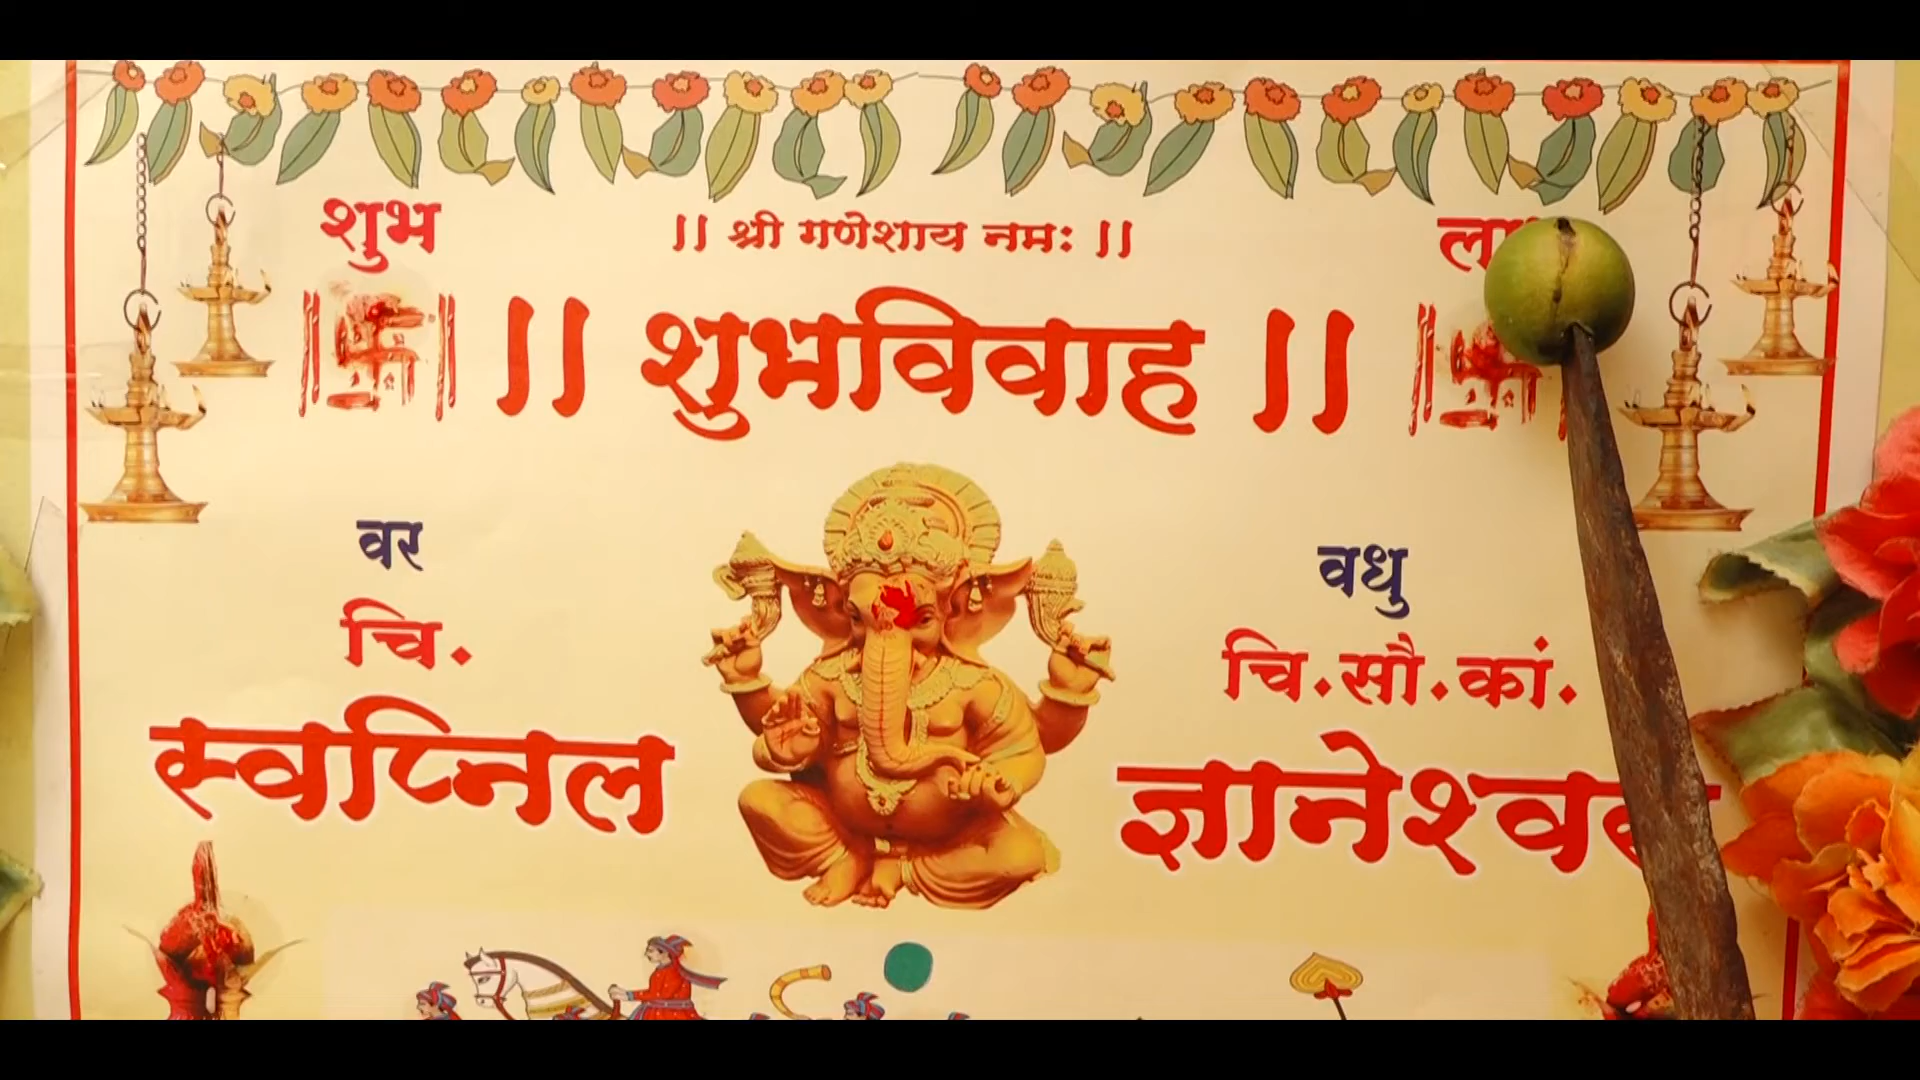 शुभ
|| श्री गणेशाय नमः ||
|| शुभविवाह ||
वर
वधु
चि.
चि.सौ.कां.
स्वप्निल